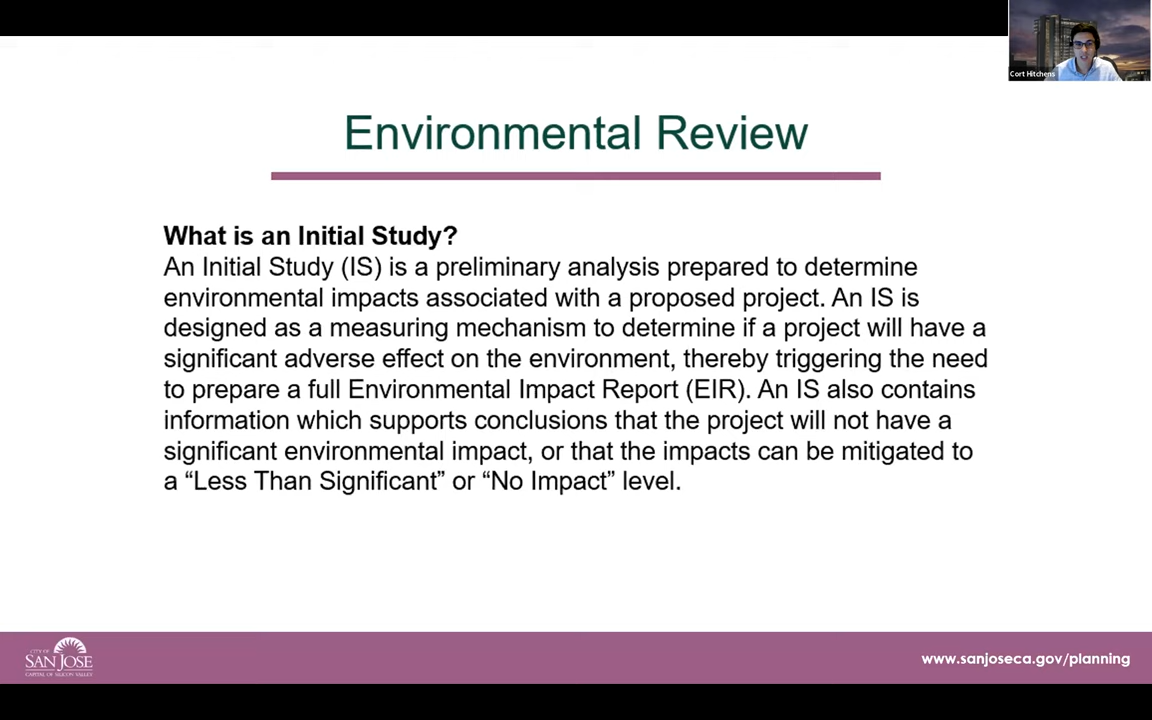 Cort Hitchens
Environmental Review
What is an Initial Study?
An Initial Study (IS) is a preliminary analysis prepared to determine
environmental impacts associated with a proposed project. An IS is
designed as a measuring mechanism to determine if a project will have a
significant adverse effect on the environment, thereby triggering the need
to prepare a full Environmental Impact Report (EIR). An IS also contains
information which supports conclusions that the project will not have a
significant environmental impact, or that the impacts can be mitigated to
a “Less Than Significant” or “No Impact” level.
CITY OF
SAN JOSE
CAPITAL OF SILICON VALLEY
www.sanjoseca.gov/planning